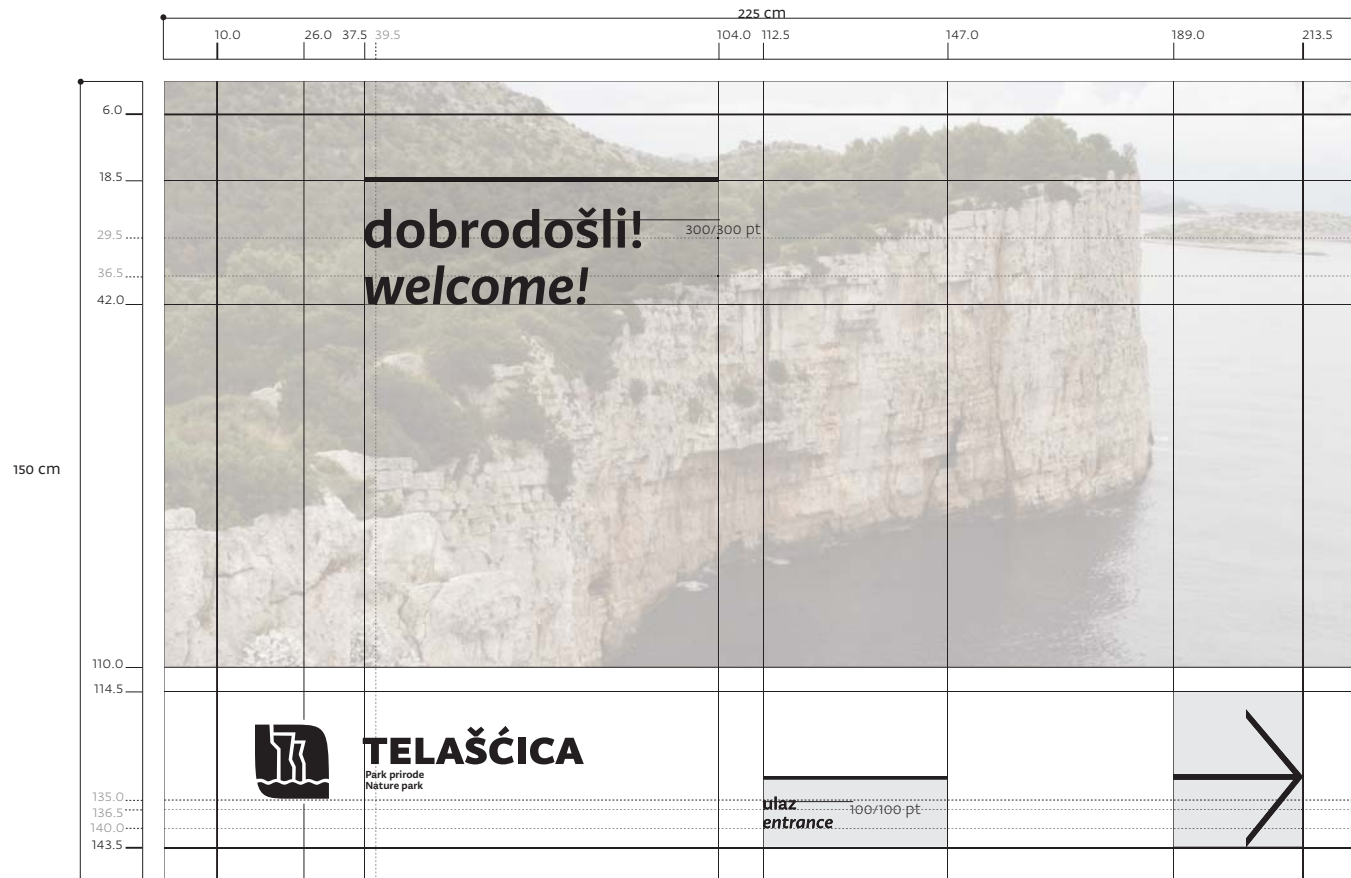 225 cm
10.0 26.0 37.5 39.5 104.0 112.5 147.0 189.0 213.5
6.0
18.5
dobrodošli!
300/300 pt
29.5
welcome!
36.5
42.0
150 cm
110.0
114.5
TELAŠĆICA
Park prirode
Nature park
135.0
ulaz
100/100 pt
136.5
entrance
140.0
143.5